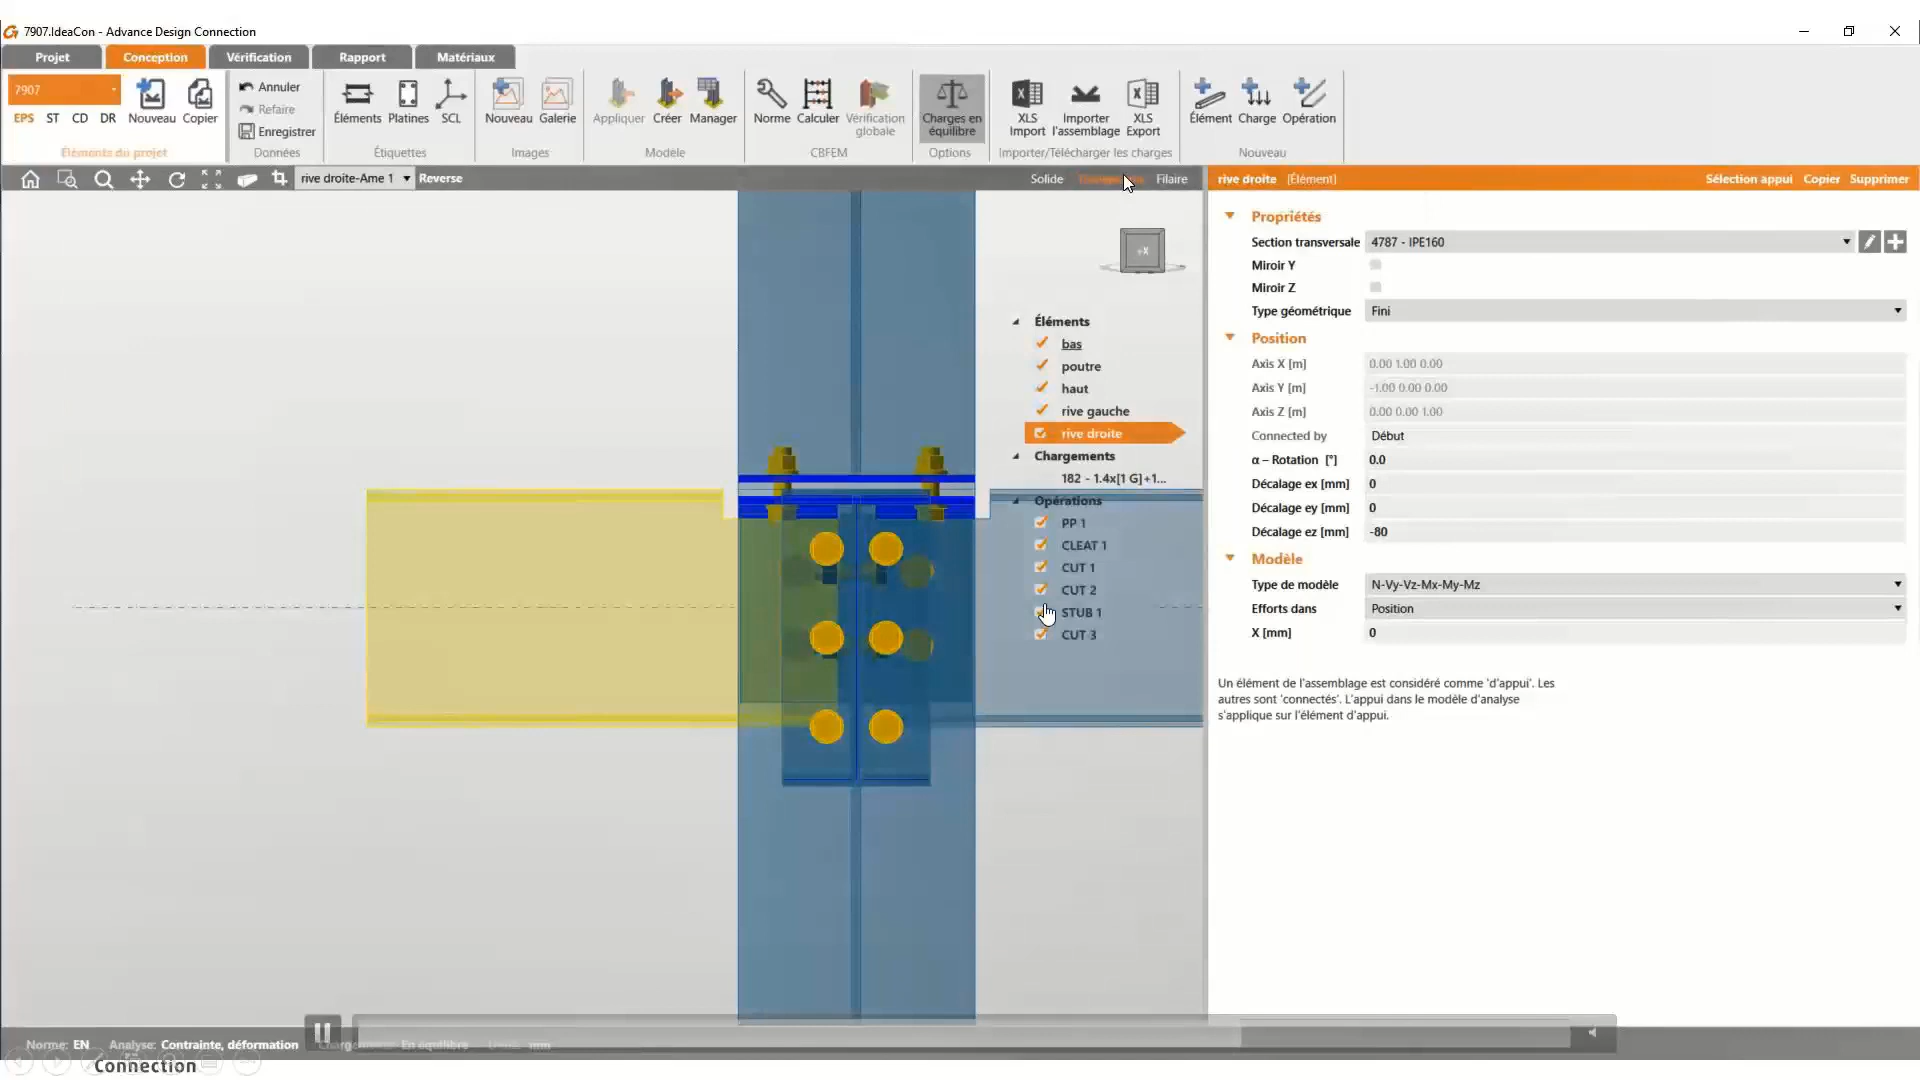 7907.IdeaCon - Advance Design Connection
Projet Conception Vérification Rapport Matériaux
7907
EPS ST CD DR Nouveau Copier
Éléments du projet
Annuler
Refaire
Enregistrer
Données
Éléments Platines SCL
Étiquettes
Nouveau Galerie
Images
Appliquer Créer Manager
Modèle
Norme Calculer Vérification globale
CBFEM
Charges en équilibre
Options
XLS Import Importer l'assemblage XLS Export
Importer/Télécharger les charges
Élément Charge Opération
Nouveau
rive droite-Ame 1 Reverse
Solide Filaire
rive droite [Élément] Sélection appui Copier Supprimer
+X
Éléments
bas
poutre
haut
rive gauche
rive droite
Chargements
182 - 1.4x[1 G]+1...
Opérations
PP 1
CLEAT 1
CUT 1
CUT 2
STUB 1
CUT 3
Propriétés
Section transversale 4787 - IPE160
Miroir Y
Miroir Z
Type géométrique Fini
Position
Axis X [m] 0.00 1.00 0.00
Axis Y [m] -1.00 0.00 0.00
Axis Z [m] 0.00 0.00 1.00
Connected by Début
α – Rotation [°] 0.0
Décalage ex [mm] 0
Décalage ey [mm] 0
Décalage ez [mm] -80
Modèle
Type de modèle N-Vy-Vz-Mx-My-Mz
Efforts dans Position
X [mm] 0
Un élément de l'assemblage est considéré comme 'd'appui'. Les
autres sont 'connectés'. L'appui dans le modèle d'analyse
s'applique sur l'élément d'appui.
Norme: EN Analyse: Contrainte, déformation En équilibre mm
Connection